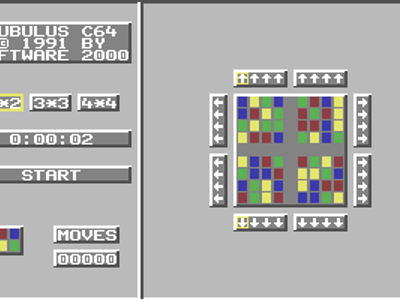 UBULUS C64
© 1991 BY
FTWARE 2000
*2 3*3 4*4
0:00:02
START
MOVES
00000